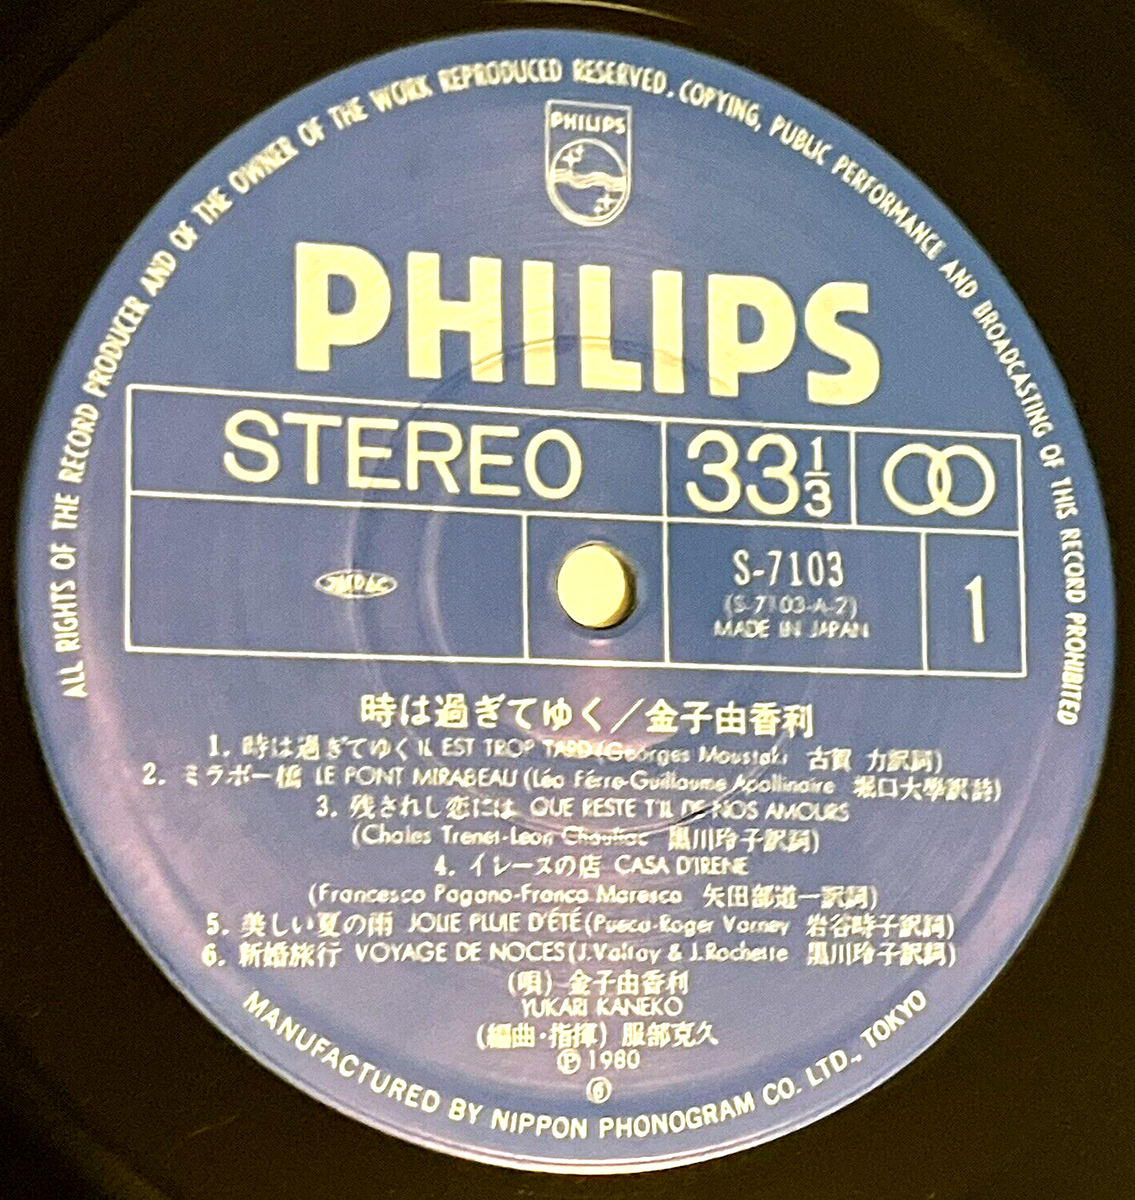 ALL RIGHTS OF THE RECORD PRODUCER AND OF THE OWNER OF THE WORK REPRODUCED RESERVED. COPYING, PUBLIC PERFORMANCE AND BROADCASTING OF THIS RECORD PROHIBITED
PHILIPS
PHILIPS
STEREO 33 1/3
S-7103
(S-7103-A-2)
MADE IN JAPAN
1
時は過ぎてゆく／金子由香利
1. 時は過ぎてゆく IL EST TROP TARD (Georges Moustaki 古賀 力訳詞)
2. ミラボー橋 LE PONT MIRABEAU (Léo Férre-Guillaume Apollinaire 堀口大學訳詩)
3. 残されし恋には QUE RESTE T'IL DE NOS AMOURS
(Chales Trenet-Leon Chauliac 黒川玲子訳詞)
4. イレーヌの店 CASA D'IRENE
(Francesco Pagano-Franco Maresca 矢田部道一訳詞)
5. 美しい夏の雨 JOLIE PLUIE D'ÉTÉ (Roger Varney 岩谷時子訳詞)
6. 新婚旅行 VOYAGE DE NOCES (J.Valtay & J.Rochette 黒川玲子訳詞)
(唄) 金子由香利
YUKARI KANEKO
(編曲・指揮) 服部克久
Ⓟ1980
MANUFACTURED BY NIPPON PHONOGRAM CO. LTD., TOKYO